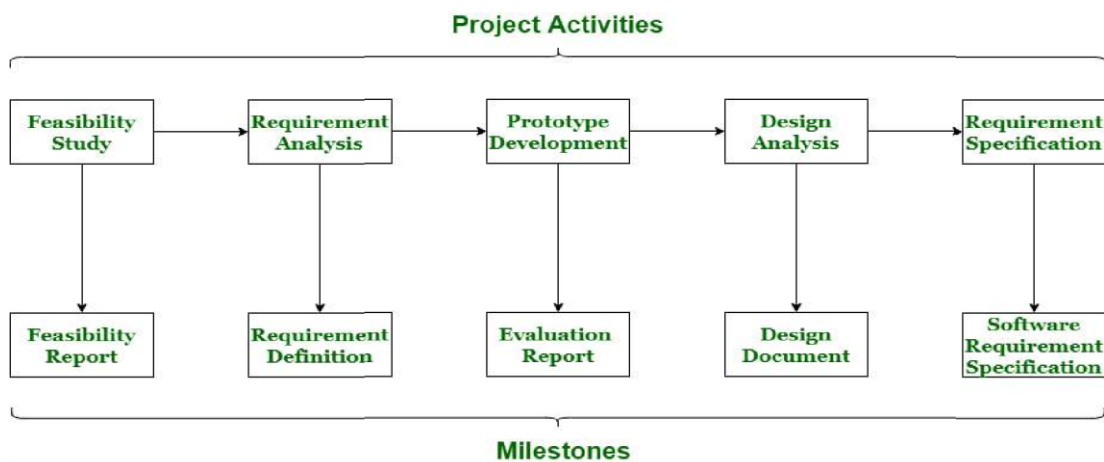 Project Activities
Feasibility
Study
Requirement
Analysis
Prototype
Development
Design
Analysis
Requirement
Specification
Feasibility
Report
Requirement
Definition
Evaluation
Report
Design
Document
Software
Requirement
Specification
Milestones